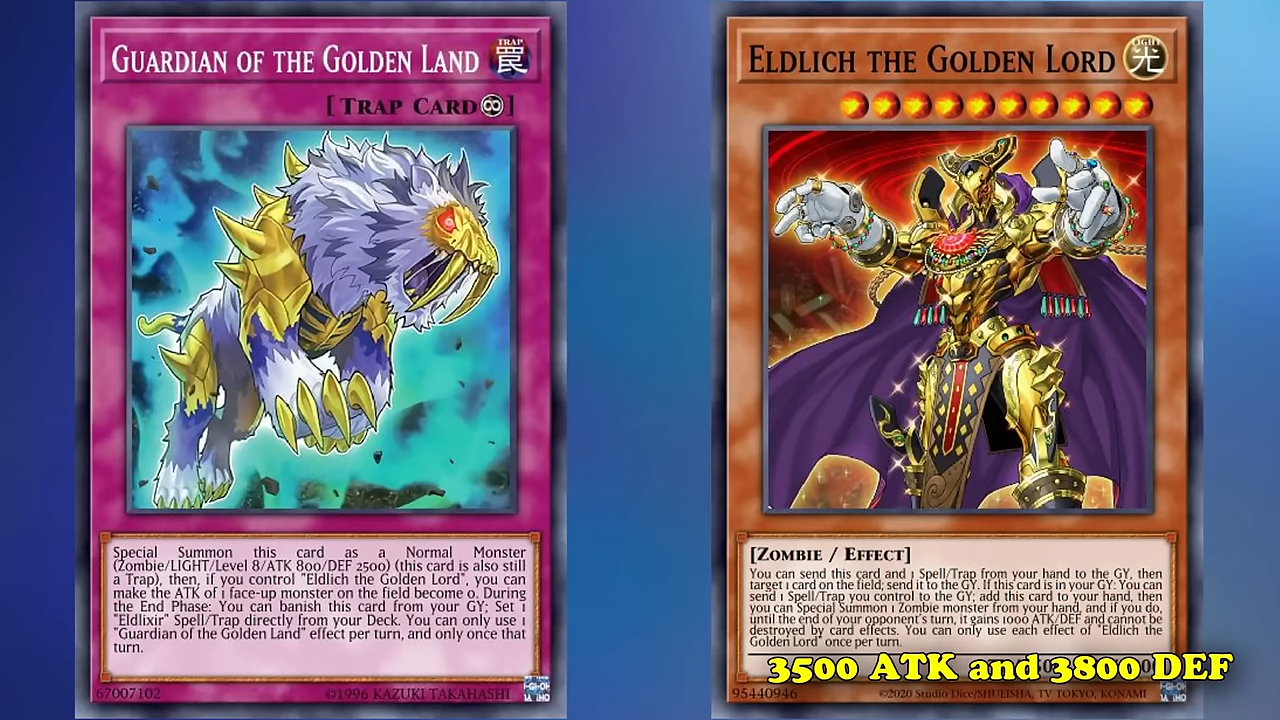 GUARDIAN OF THE GOLDEN LAND
TRAP
罠
[ TRAP CARD ]
Special Summon this card as a Normal Monster
(Zombie/LIGHT/Level 8/ATK 800/DEF 2500) (this card is also still
a Trap), then, if you control "Eldlich the Golden Lord", you can
make the ATK of 1 face-up monster on the field become 0. During
the End Phase: You can banish this card from your GY; Set 1
"Eldlixir" Spell/Trap directly from your Deck. You can only use 1
"Guardian of the Golden Land" effect per turn, and only once that
turn.
67007102
©1996 KAZUKI TAKAHASHI
ELDLICH THE GOLDEN LORD
LIGHT
光
[ZOMBIE / EFFECT]
You can send this card and 1 Spell/Trap from your hand to the GY, then
target 1 card on the field; send it to the GY. If this card is in your GY: You can
send 1 Spell/Trap you control to the GY; add this card to your hand, then
you can Special Summon 1 Zombie monster from your hand, and if you do,
until the end of your opponent's turn, it gains 1000 ATK/DEF and cannot be
destroyed by card effects. You can only use each effect of "Eldlich the
Golden Lord" once per turn.
3500 ATK and 3800 DEF
95440946
©2020 Studio Dice/SHUEISHA, TV TOKYO, KONAMI